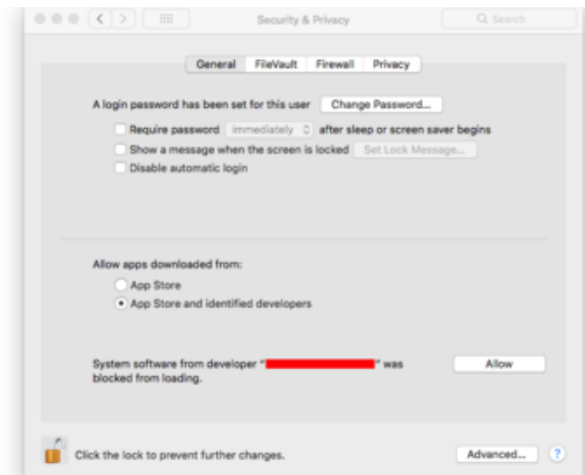 Security & Privacy
Search
General FileVault Firewall Privacy
A login password has been set for this user Change Password...
Require password immediately after sleep or screen saver begins
Show a message when the screen is locked Set Lock Message...
Disable automatic login
Allow apps downloaded from:
App Store
App Store and identified developers
System software from developer “ ” was Allow
blocked from loading.
Click the lock to prevent further changes. Advanced... ?